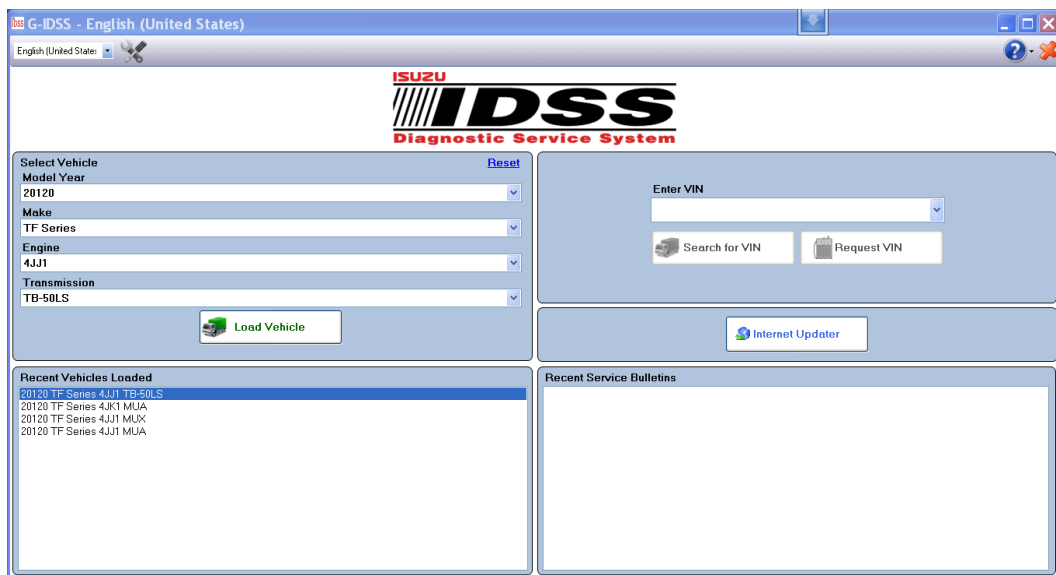 idss G-IDSS - English (United States)
English (United State:
ISUZU
IDSS
Diagnostic Service System
Select Vehicle
Reset
Model Year
20120
Make
TF Series
Engine
4JJ1
Transmission
TB-50LS
Load Vehicle
Enter VIN
Search for VIN
Request VIN
Internet Updater
Recent Vehicles Loaded
20120 TF Series 4JJ1 TB-50LS
20120 TF Series 4JK1 MUA
20120 TF Series 4JJ1 MUX
20120 TF Series 4JJ1 MUA
Recent Service Bulletins